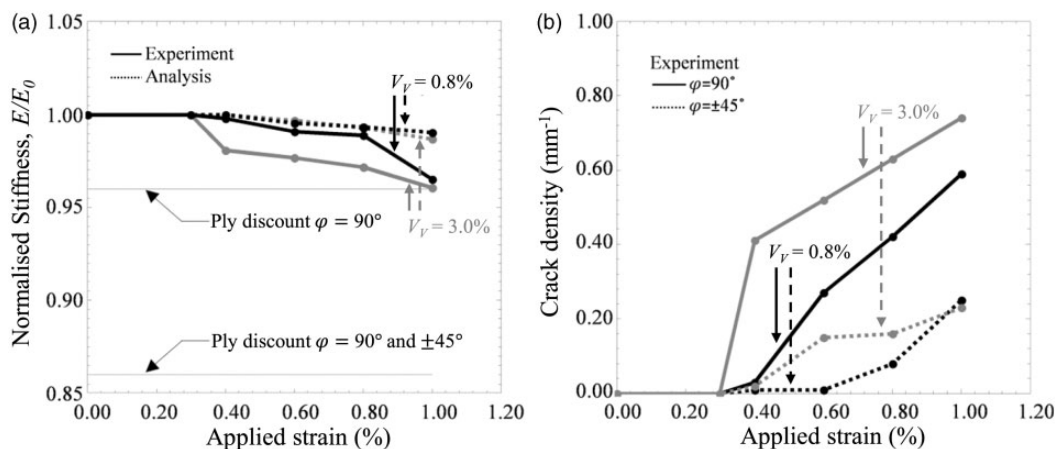 (a)
1.05
1.00
0.95
0.90
0.85
Normalised Stiffness, E/E0
Experiment
Analysis
VV = 0.8%
VV = 3.0%
Ply discount φ = 90°
Ply discount φ = 90° and ±45°
0.00 0.20 0.40 0.60 0.80 1.00 1.20
Applied strain (%)
(b)
1.00
0.80
0.60
0.40
0.20
0.00
Crack density (mm-1)
Experiment
φ=90°
φ=±45°
VV = 3.0%
VV = 0.8%
0.00 0.20 0.40 0.60 0.80 1.00 1.20
Applied strain (%)